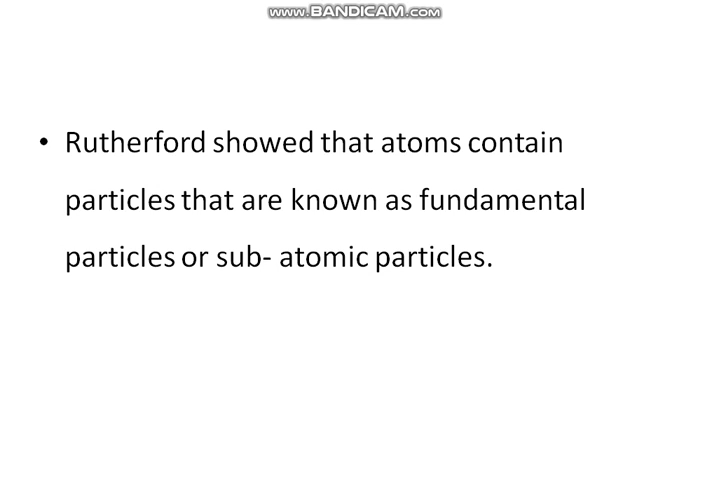 www.BANDICAM.com
• Rutherford showed that atoms contain
particles that are known as fundamental
particles or sub- atomic particles.